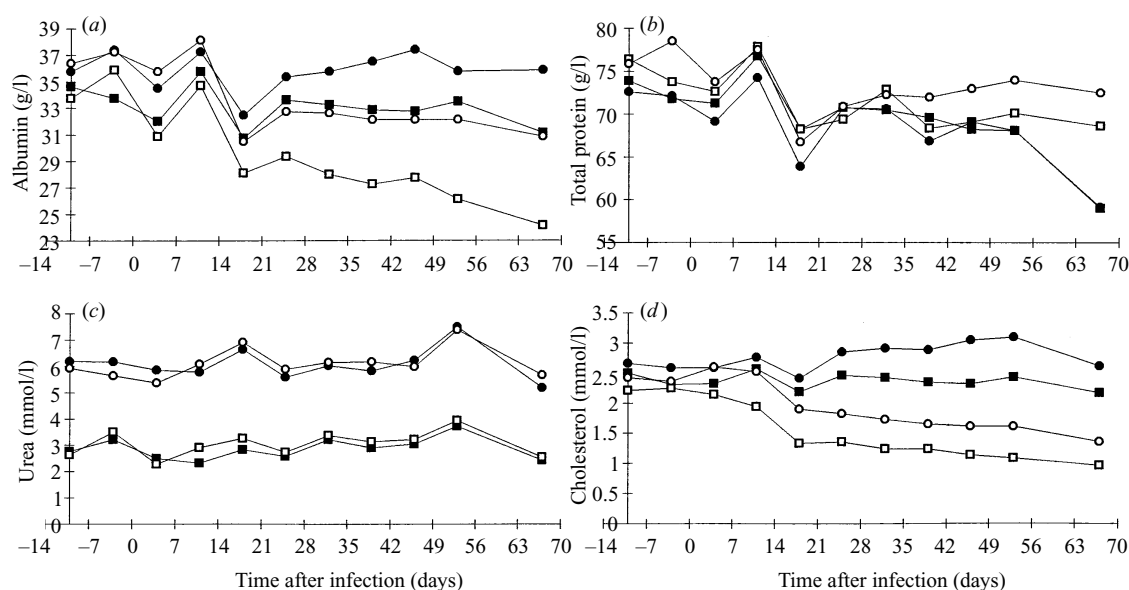 (a)
Albumin (g/l)
39
37
35
33
31
29
27
25
23
–14 –7 0 7 14 21 28 35 42 49 56 63 70
(b)
Total protein (g/l)
80
75
70
65
60
55
–14 –7 0 7 14 21 28 35 42 49 56 63 70
(c)
Urea (mmol/l)
8
7
6
5
4
3
2
1
0
–14 –7 0 7 14 21 28 35 42 49 56 63 70
Time after infection (days)
(d)
Cholesterol (mmol/l)
3.5
3
2.5
2
1.5
1
0.5
0
–14 –7 0 7 14 21 28 35 42 49 56 63 70
Time after infection (days)